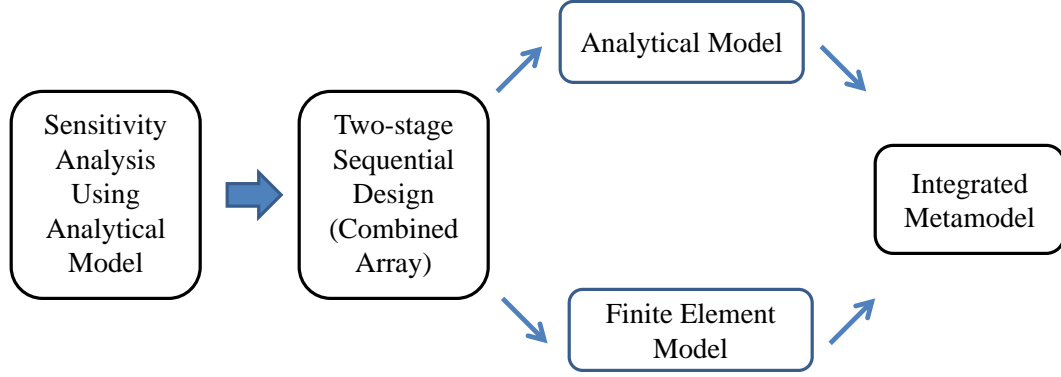 Sensitivity
Analysis
Using
Analytical
Model
Two-stage
Sequential
Design
(Combined
Array)
Analytical Model
Finite Element
Model
Integrated
Metamodel